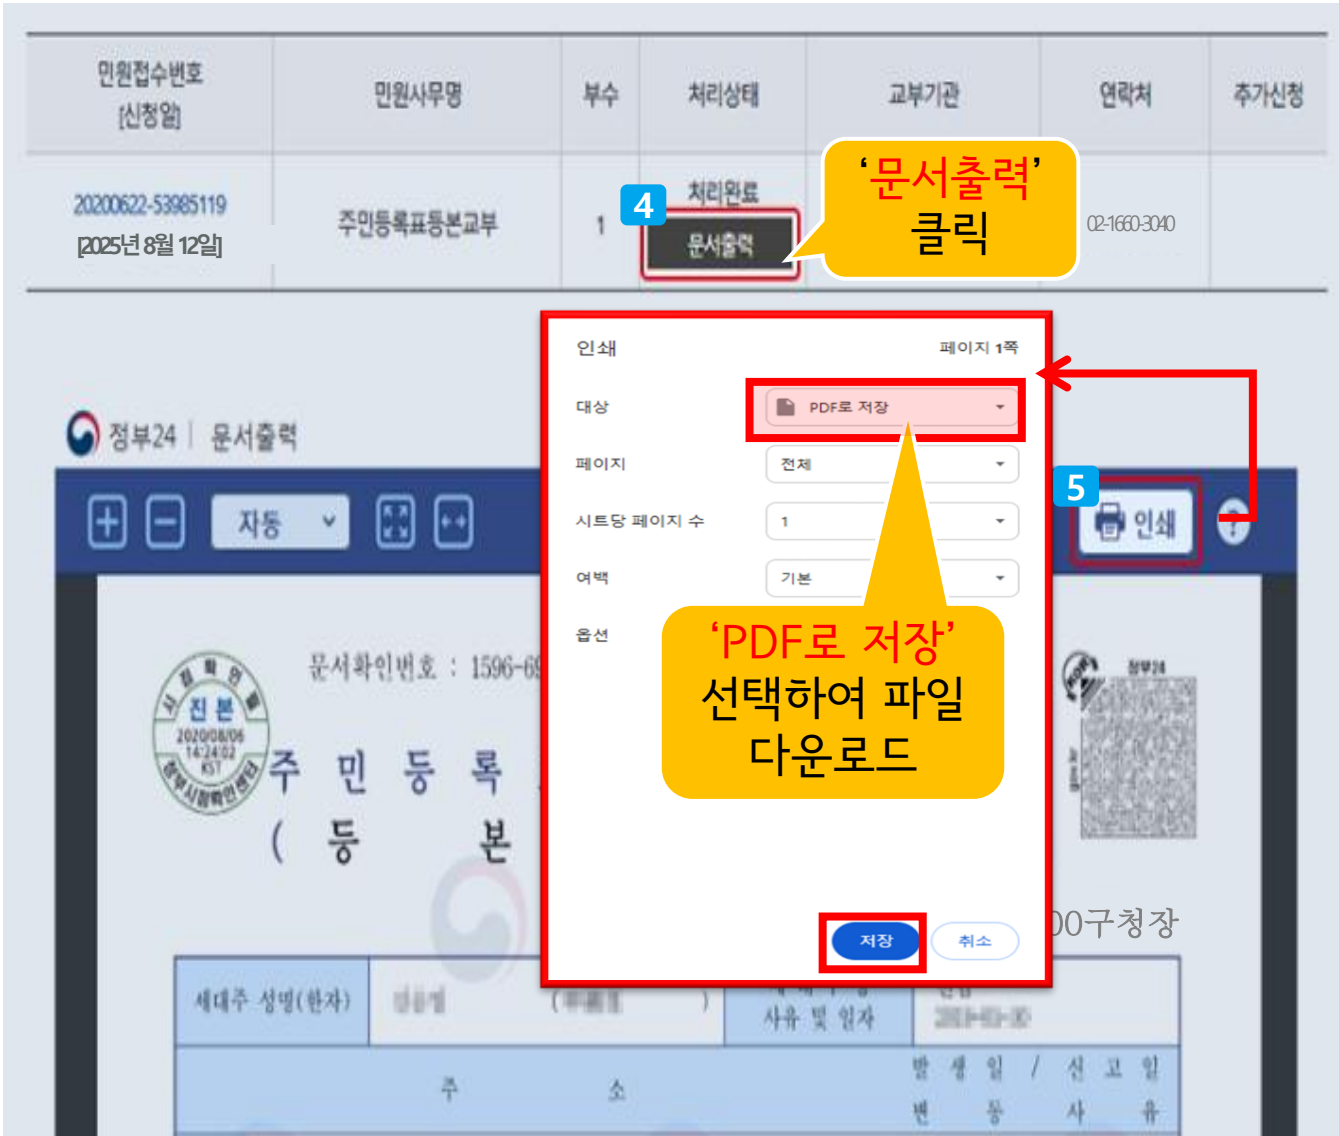 민원접수번호
[신청일]
민원사무명
부수
처리상태
교부기관
연락처
추가신청
20200622-53985119
[2025년 8월 12일]
주민등록표등본교부
1
4
처리완료
문서출력
‘문서출력’
클릭
02-1660-3040
정부24 | 문서출력
자동
5
인쇄
?
인쇄
페이지 1쪽
대상
PDF로 저장
페이지
전체
시트당 페이지 수
1
여백
기본
옵션
‘PDF로 저장’
선택하여 파일
다운로드
저장
취소
문서확인번호 : 1596-69
진 본
2020/08/06
14:24:02
KST
정부24
주 민 등 록
( 등 본
00구청장
세대주 성명(한자)
( )
사유 및 일자
주 소
발 생 일 / 신 고 일
변 동 사 유